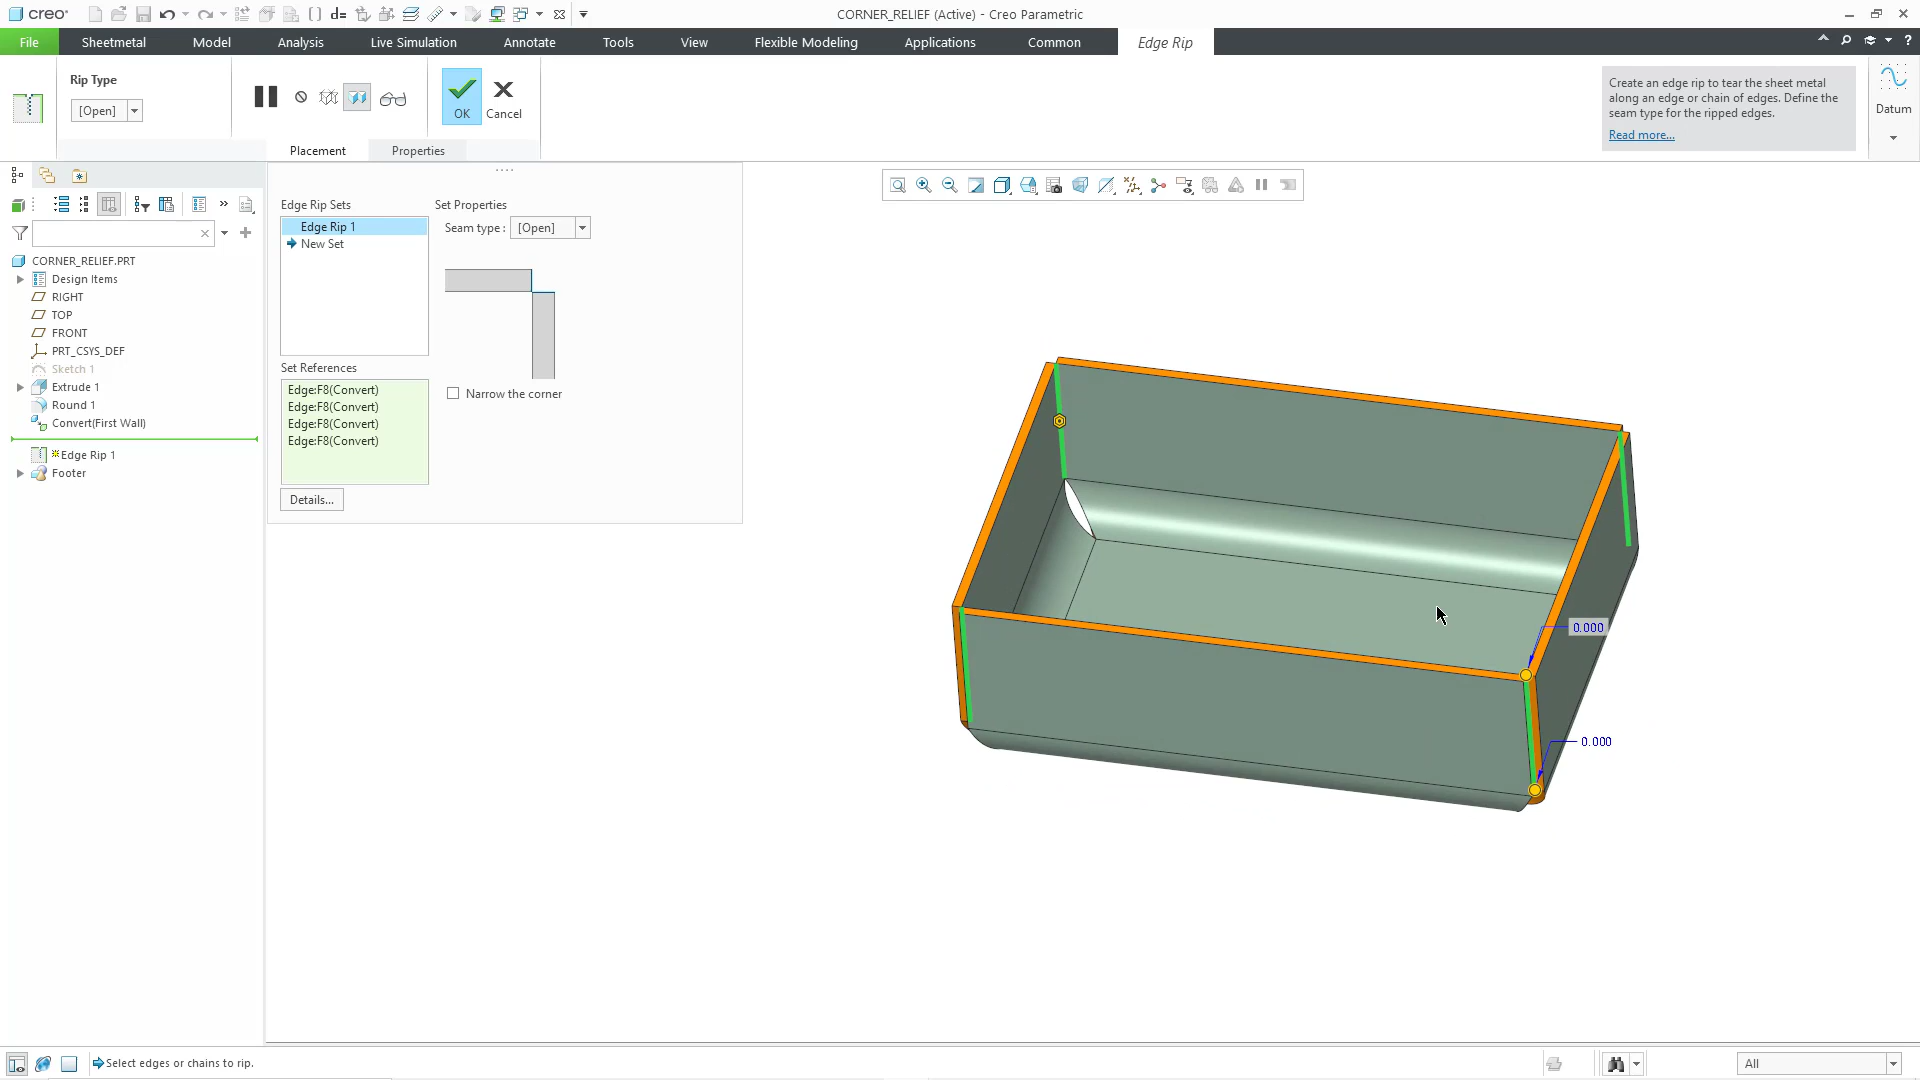 creo
CORNER_RELIEF (Active) - Creo Parametric
File
Sheetmetal
Model
Analysis
Live Simulation
Annotate
Tools
View
Flexible Modeling
Applications
Common
Edge Rip
Rip Type
[Open]
OK
Cancel
Placement
Properties
Create an edge rip to tear the sheet metal
along an edge or chain of edges. Define the
seam type for the ripped edges.
Read more...
Datum
CORNER_RELIEF.PRT
Design Items
RIGHT
TOP
FRONT
PRT_CSYS_DEF
Sketch 1
Extrude 1
Round 1
Convert(First Wall)
Edge Rip 1
Footer
Edge Rip Sets
Edge Rip 1
New Set
Set References
Edge:F8(Convert)
Edge:F8(Convert)
Edge:F8(Convert)
Edge:F8(Convert)
Details...
Set Properties
Seam type :
[Open]
Narrow the corner
0.000
0.000
Select edges or chains to rip.
All